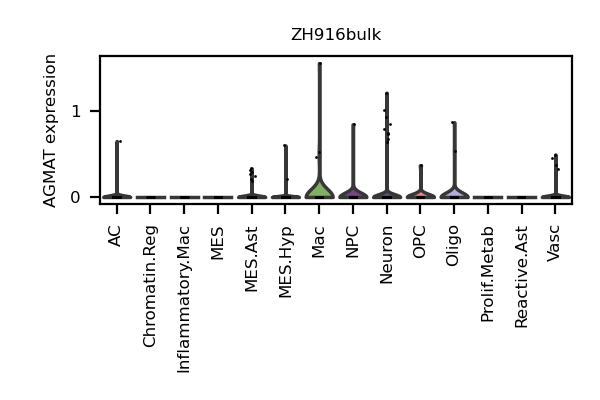 ZH916bulk
AGMAT expression
1
0
AC
Chromatin.Reg
Inflammatory.Mac
MES
MES.Ast
MES.Hyp
Mac
NPC
Neuron
OPC
Oligo
Prolif.Metab
Reactive.Ast
Vasc